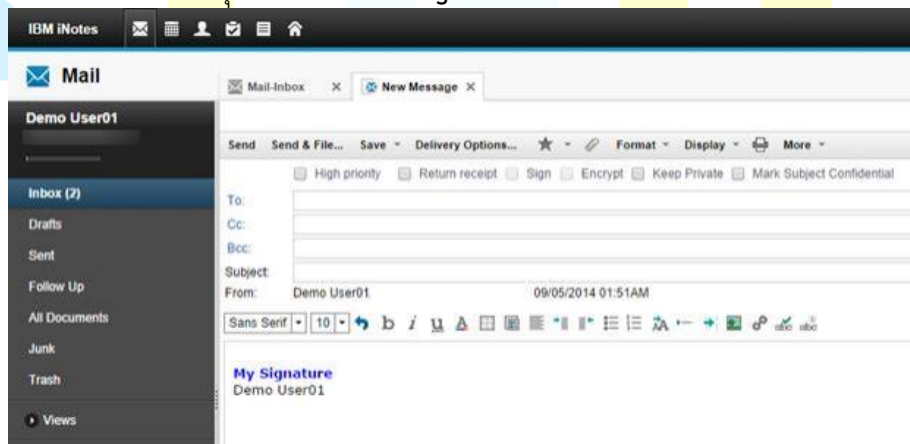 IBM iNotes
Mail
Mail-Inbox X New Message X
Demo User01
Send Send & File... Save Delivery Options... Format Display More
High priority Return receipt Sign Encrypt Keep Private Mark Subject Confidential
Inbox (2)
To:
Drafts
Cc:
Sent
Bcc:
Subject:
Follow Up
From: Demo User01 09/05/2014 01:51AM
All Documents
Sans Serif 10 b i u A
Junk
My Signature
Trash
Demo User01
Views